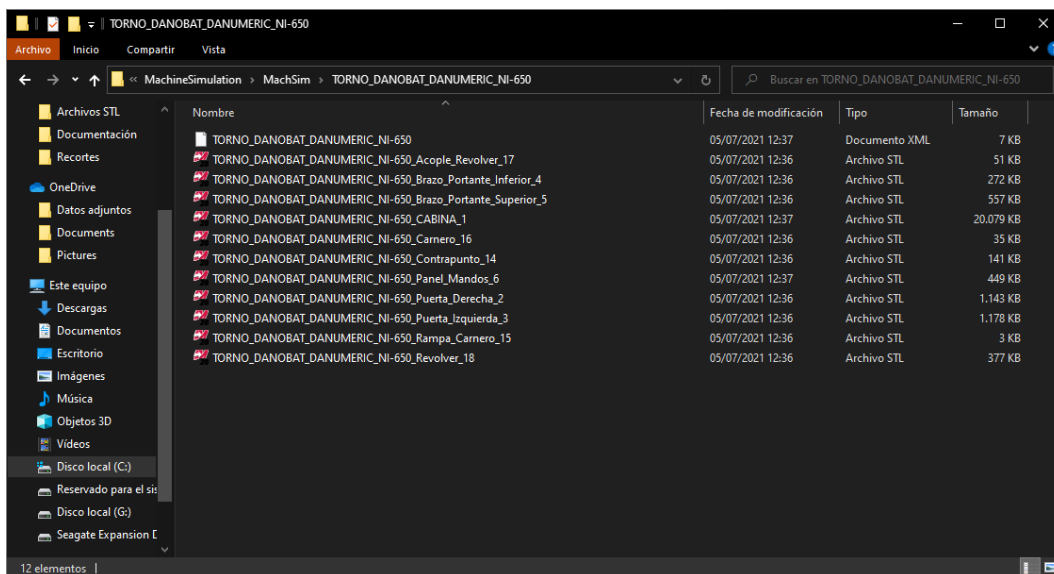 TORNO_DANOBAT_DANUMERIC_NI-650
Archivo Inicio Compartir Vista
« MachineSimulation › MachSim › TORNO_DANOBAT_DANUMERIC_NI-650 Buscar en TORNO_DANOBAT_DANUMERIC_NI-650
Archivos STL
Documentación
Recortes
OneDrive
Datos adjuntos
Documents
Pictures
Este equipo
Descargas
Documentos
Escritorio
Imágenes
Música
Objetos 3D
Vídeos
Disco local (C:)
Reservado para el sis
Disco local (G:)
Seagate Expansion D
Nombre Fecha de modificación Tipo Tamaño
TORNO_DANOBAT_DANUMERIC_NI-650 05/07/2021 12:37 Documento XML 7 KB
TORNO_DANOBAT_DANUMERIC_NI-650_Acople_Revolver_17 05/07/2021 12:36 Archivo STL 51 KB
TORNO_DANOBAT_DANUMERIC_NI-650_Brazo_Portante_Inferior_4 05/07/2021 12:36 Archivo STL 272 KB
TORNO_DANOBAT_DANUMERIC_NI-650_Brazo_Portante_Superior_5 05/07/2021 12:36 Archivo STL 557 KB
TORNO_DANOBAT_DANUMERIC_NI-650_CABINA_1 05/07/2021 12:37 Archivo STL 20.079 KB
TORNO_DANOBAT_DANUMERIC_NI-650_Carnero_16 05/07/2021 12:36 Archivo STL 35 KB
TORNO_DANOBAT_DANUMERIC_NI-650_Contrapunto_14 05/07/2021 12:36 Archivo STL 141 KB
TORNO_DANOBAT_DANUMERIC_NI-650_Panel_Mandos_6 05/07/2021 12:37 Archivo STL 449 KB
TORNO_DANOBAT_DANUMERIC_NI-650_Puerta_Derecha_2 05/07/2021 12:36 Archivo STL 1.143 KB
TORNO_DANOBAT_DANUMERIC_NI-650_Puerta_Izquierda_3 05/07/2021 12:36 Archivo STL 1.178 KB
TORNO_DANOBAT_DANUMERIC_NI-650_Rampa_Carnero_15 05/07/2021 12:36 Archivo STL 3 KB
TORNO_DANOBAT_DANUMERIC_NI-650_Revolver_18 05/07/2021 12:36 Archivo STL 377 KB
12 elementos